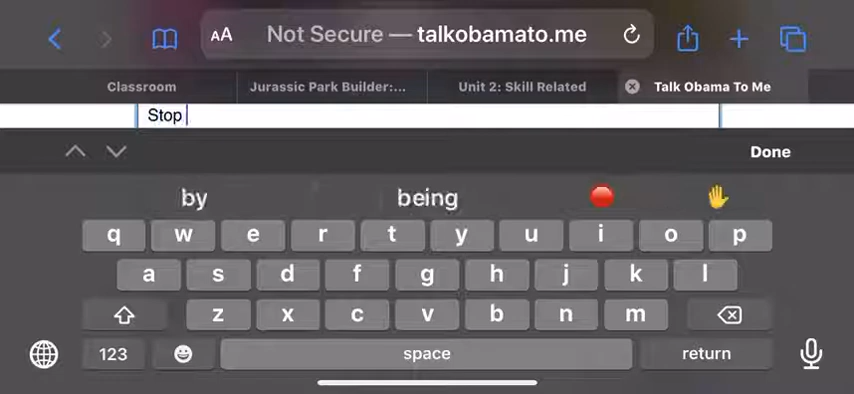 AA Not Secure — talkobamato.me
Classroom Jurassic Park Builder:... Unit 2: Skill Related Talk Obama To Me
Stop
Done
by being
q w e r t y u i o p
a s d f g h j k l
z x c v b n m
123 space return